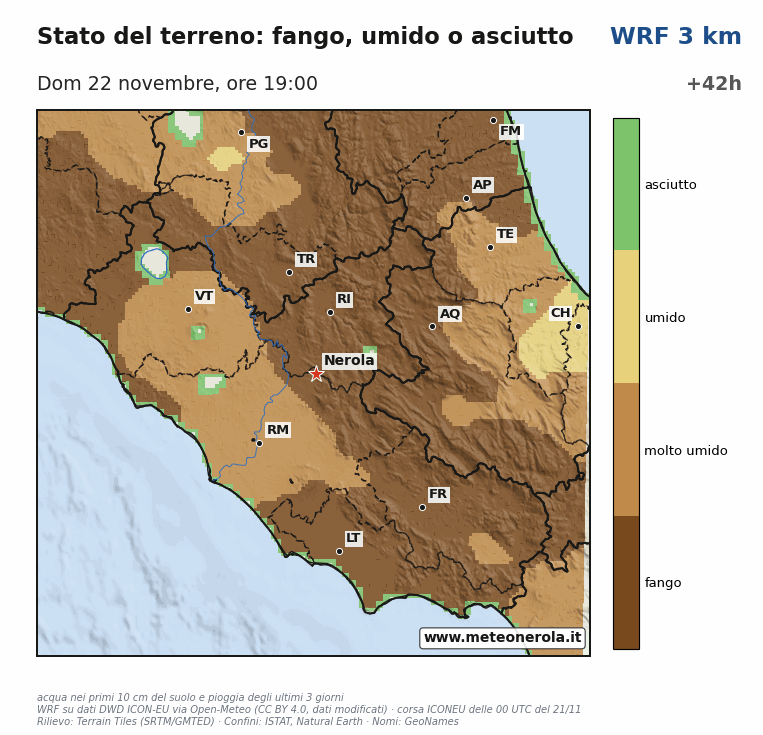 Stato del terreno: fango, umido o asciutto
WRF 3 km
Dom 22 novembre, ore 19:00
+42h
FM
PG
AP
TE
TR
VT
RI
AQ
CH
Nerola
RM
FR
LT
www.meteonerola.it
asciutto
umido
molto umido
fango
acqua nei primi 10 cm del suolo e pioggia degli ultimi 3 giorni
WRF su dati DWD ICON-EU via Open-Meteo (CC BY 4.0, dati modificati) · corsa ICONEU delle 00 UTC del 21/11
Rilievo: Terrain Tiles (SRTM/GMTED) · Confini: ISTAT, Natural Earth · Nomi: GeoNames